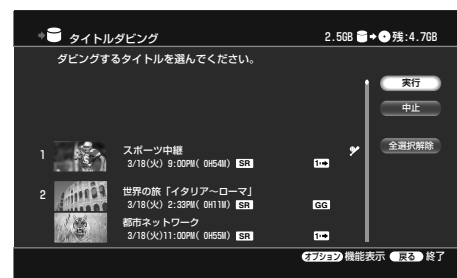 タイトルダビング 2.5GB 残:4.7GB
ダビングするタイトルを選んでください。
実行
中止
全選択解除
1 スポーツ中継
3/18(火) 9:00PM( 0H54M) SR 1
2 世界の旅「イタリア〜ローマ」
3/18(火) 2:33PM( 0H11M) SR GG
都市ネットワーク
3/18(火)11:00PM( 0H55M) SR 1
オプション 機能表示 戻る 終了